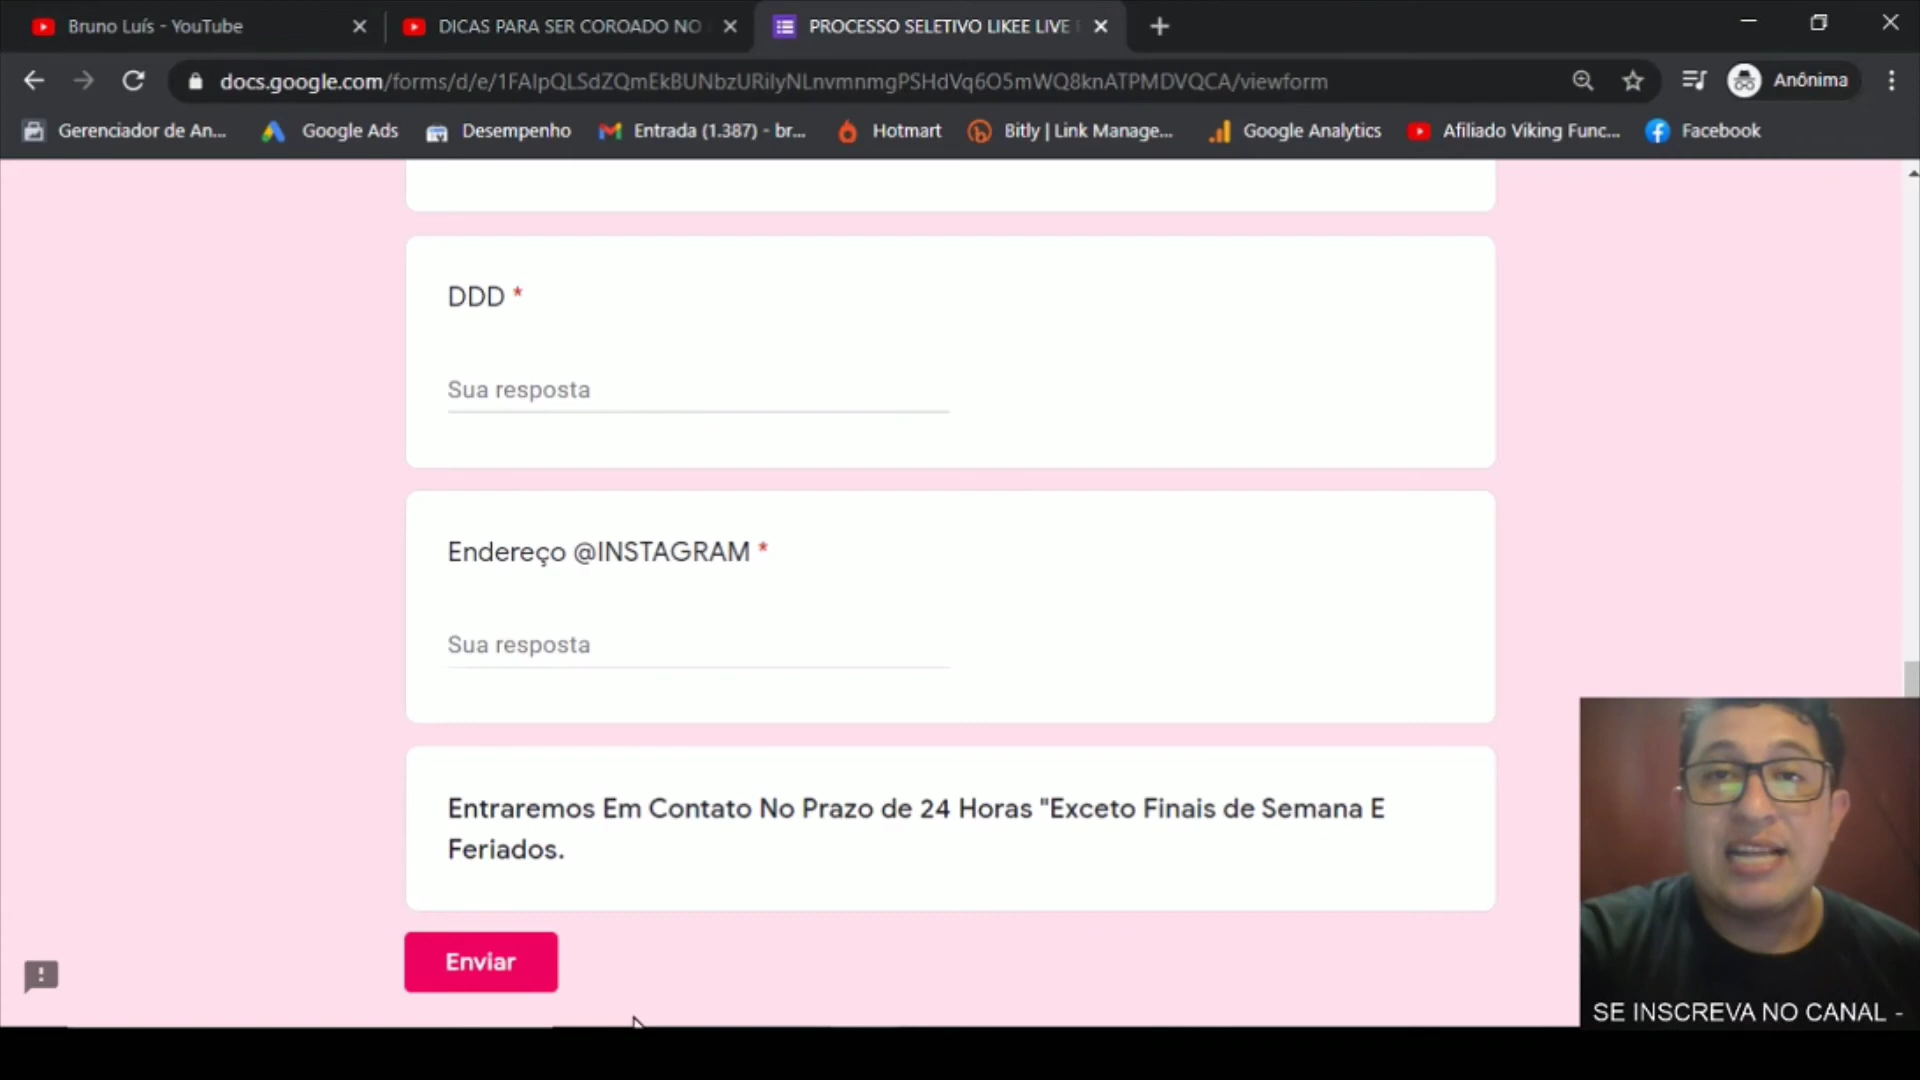 Bruno Luís - YouTube
DICAS PARA SER COROADO NO
PROCESSO SELETIVO LIKEE LIVE
docs.google.com/forms/d/e/1FAIpQLSdZQmEkBUNbzURilyNLnvmnmgPSHdVq6O5mWQ8knATPMDVQCA/viewform
Anônima
Gerenciador de An...
Google Ads
Desempenho
Entrada (1.387) - br...
Hotmart
Bitly | Link Manage...
Google Analytics
Afiliado Viking Func...
Facebook
DDD *
Sua resposta
Endereço @INSTAGRAM *
Sua resposta
Entraremos Em Contato No Prazo de 24 Horas "Exceto Finais de Semana E
Feriados.
Enviar
SE INSCREVA NO CANAL -